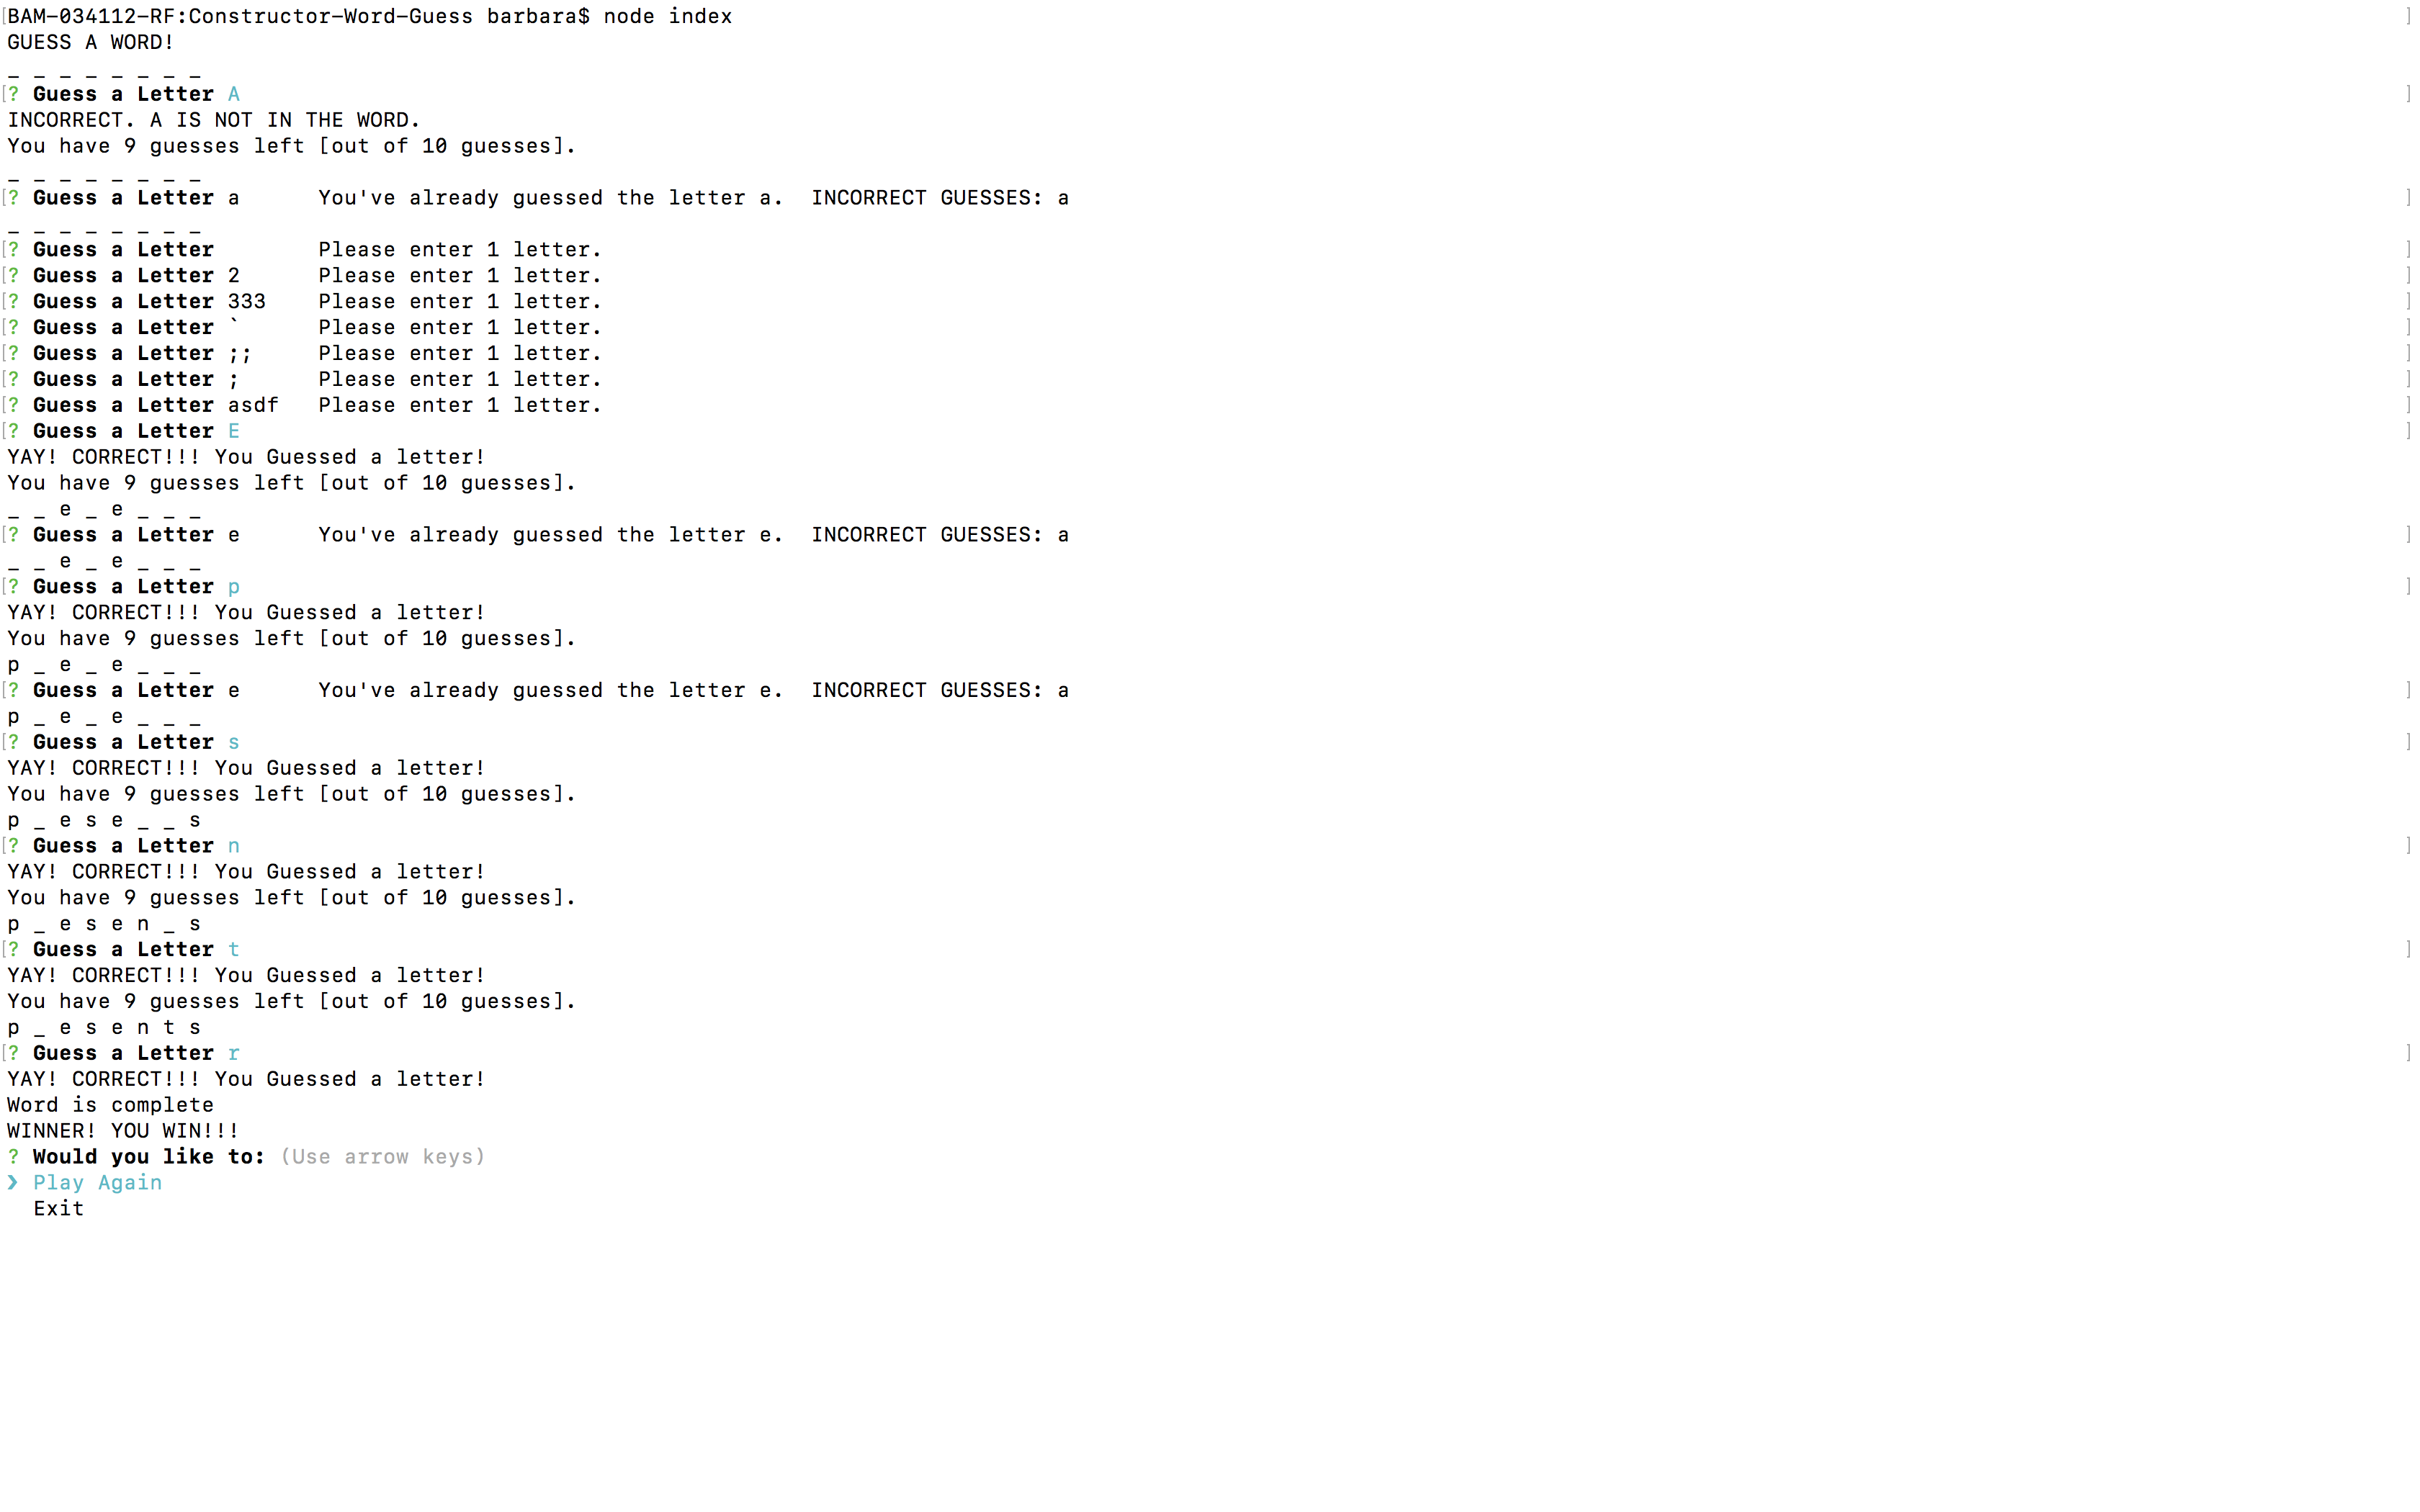 [BAM-034112-RF:Constructor-Word-Guess barbara$ node index ]
GUESS A WORD!
_ _ _ _ _ _ _ _
[? Guess a Letter A ]
INCORRECT. A IS NOT IN THE WORD.
You have 9 guesses left [out of 10 guesses].
_ _ _ _ _ _ _ _
[? Guess a Letter a      You've already guessed the letter a.  INCORRECT GUESSES: a ]
_ _ _ _ _ _ _ _
[? Guess a Letter        Please enter 1 letter. ]
[? Guess a Letter 2      Please enter 1 letter. ]
[? Guess a Letter 333    Please enter 1 letter. ]
[? Guess a Letter `      Please enter 1 letter. ]
[? Guess a Letter ;;     Please enter 1 letter. ]
[? Guess a Letter ;      Please enter 1 letter. ]
[? Guess a Letter asdf   Please enter 1 letter. ]
[? Guess a Letter E ]
YAY! CORRECT!!! You Guessed a letter!
You have 9 guesses left [out of 10 guesses].
_ _ e _ e _ _ _
[? Guess a Letter e      You've already guessed the letter e.  INCORRECT GUESSES: a ]
_ _ e _ e _ _ _
[? Guess a Letter p ]
YAY! CORRECT!!! You Guessed a letter!
You have 9 guesses left [out of 10 guesses].
p _ e _ e _ _ _
[? Guess a Letter e      You've already guessed the letter e.  INCORRECT GUESSES: a ]
p _ e _ e _ _ _
[? Guess a Letter s ]
YAY! CORRECT!!! You Guessed a letter!
You have 9 guesses left [out of 10 guesses].
p _ e s e _ _ s
[? Guess a Letter n ]
YAY! CORRECT!!! You Guessed a letter!
You have 9 guesses left [out of 10 guesses].
p _ e s e n _ s
[? Guess a Letter t ]
YAY! CORRECT!!! You Guessed a letter!
You have 9 guesses left [out of 10 guesses].
p _ e s e n t s
[? Guess a Letter r ]
YAY! CORRECT!!! You Guessed a letter!
Word is complete
WINNER! YOU WIN!!!
? Would you like to: (Use arrow keys)
❯ Play Again
  Exit